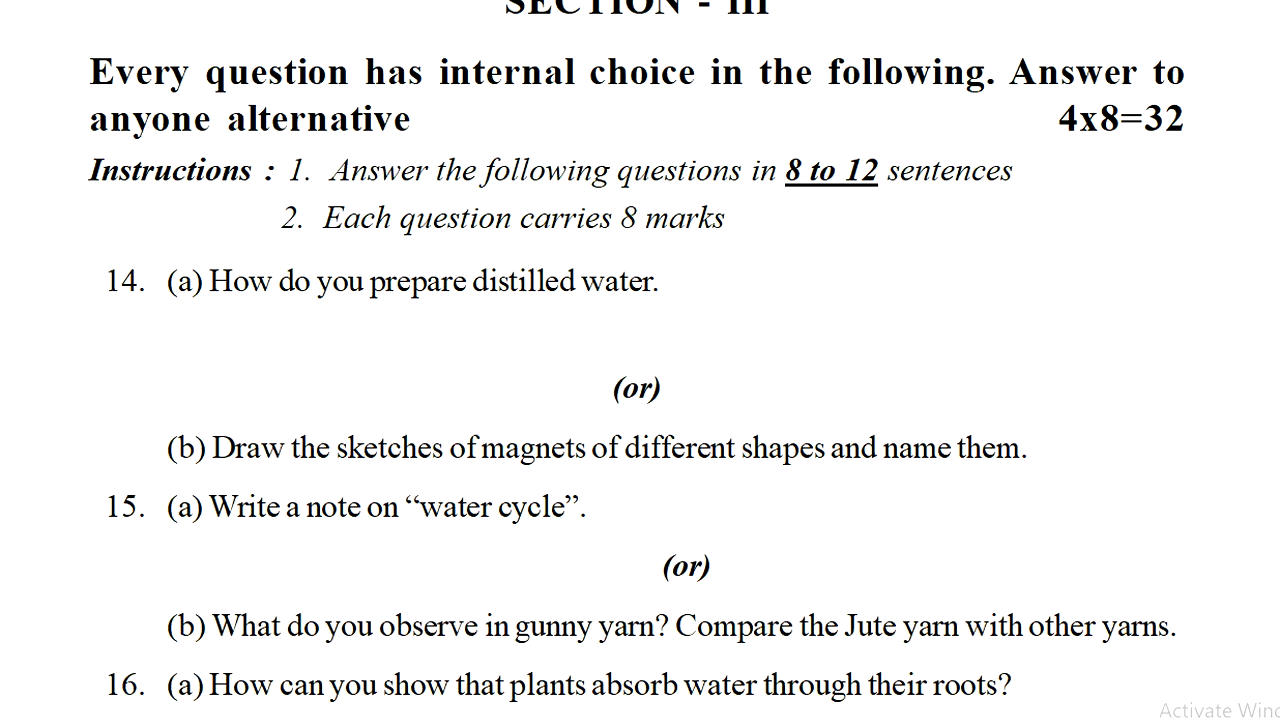 SECTION - III
Every question has internal choice in the following. Answer to
anyone alternative 4x8=32
Instructions : 1. Answer the following questions in 8 to 12 sentences
2. Each question carries 8 marks
14. (a) How do you prepare distilled water.
(or)
(b) Draw the sketches of magnets of different shapes and name them.
15. (a) Write a note on “water cycle”.
(or)
(b) What do you observe in gunny yarn? Compare the Jute yarn with other yarns.
16. (a) How can you show that plants absorb water through their roots?
Activate Wind